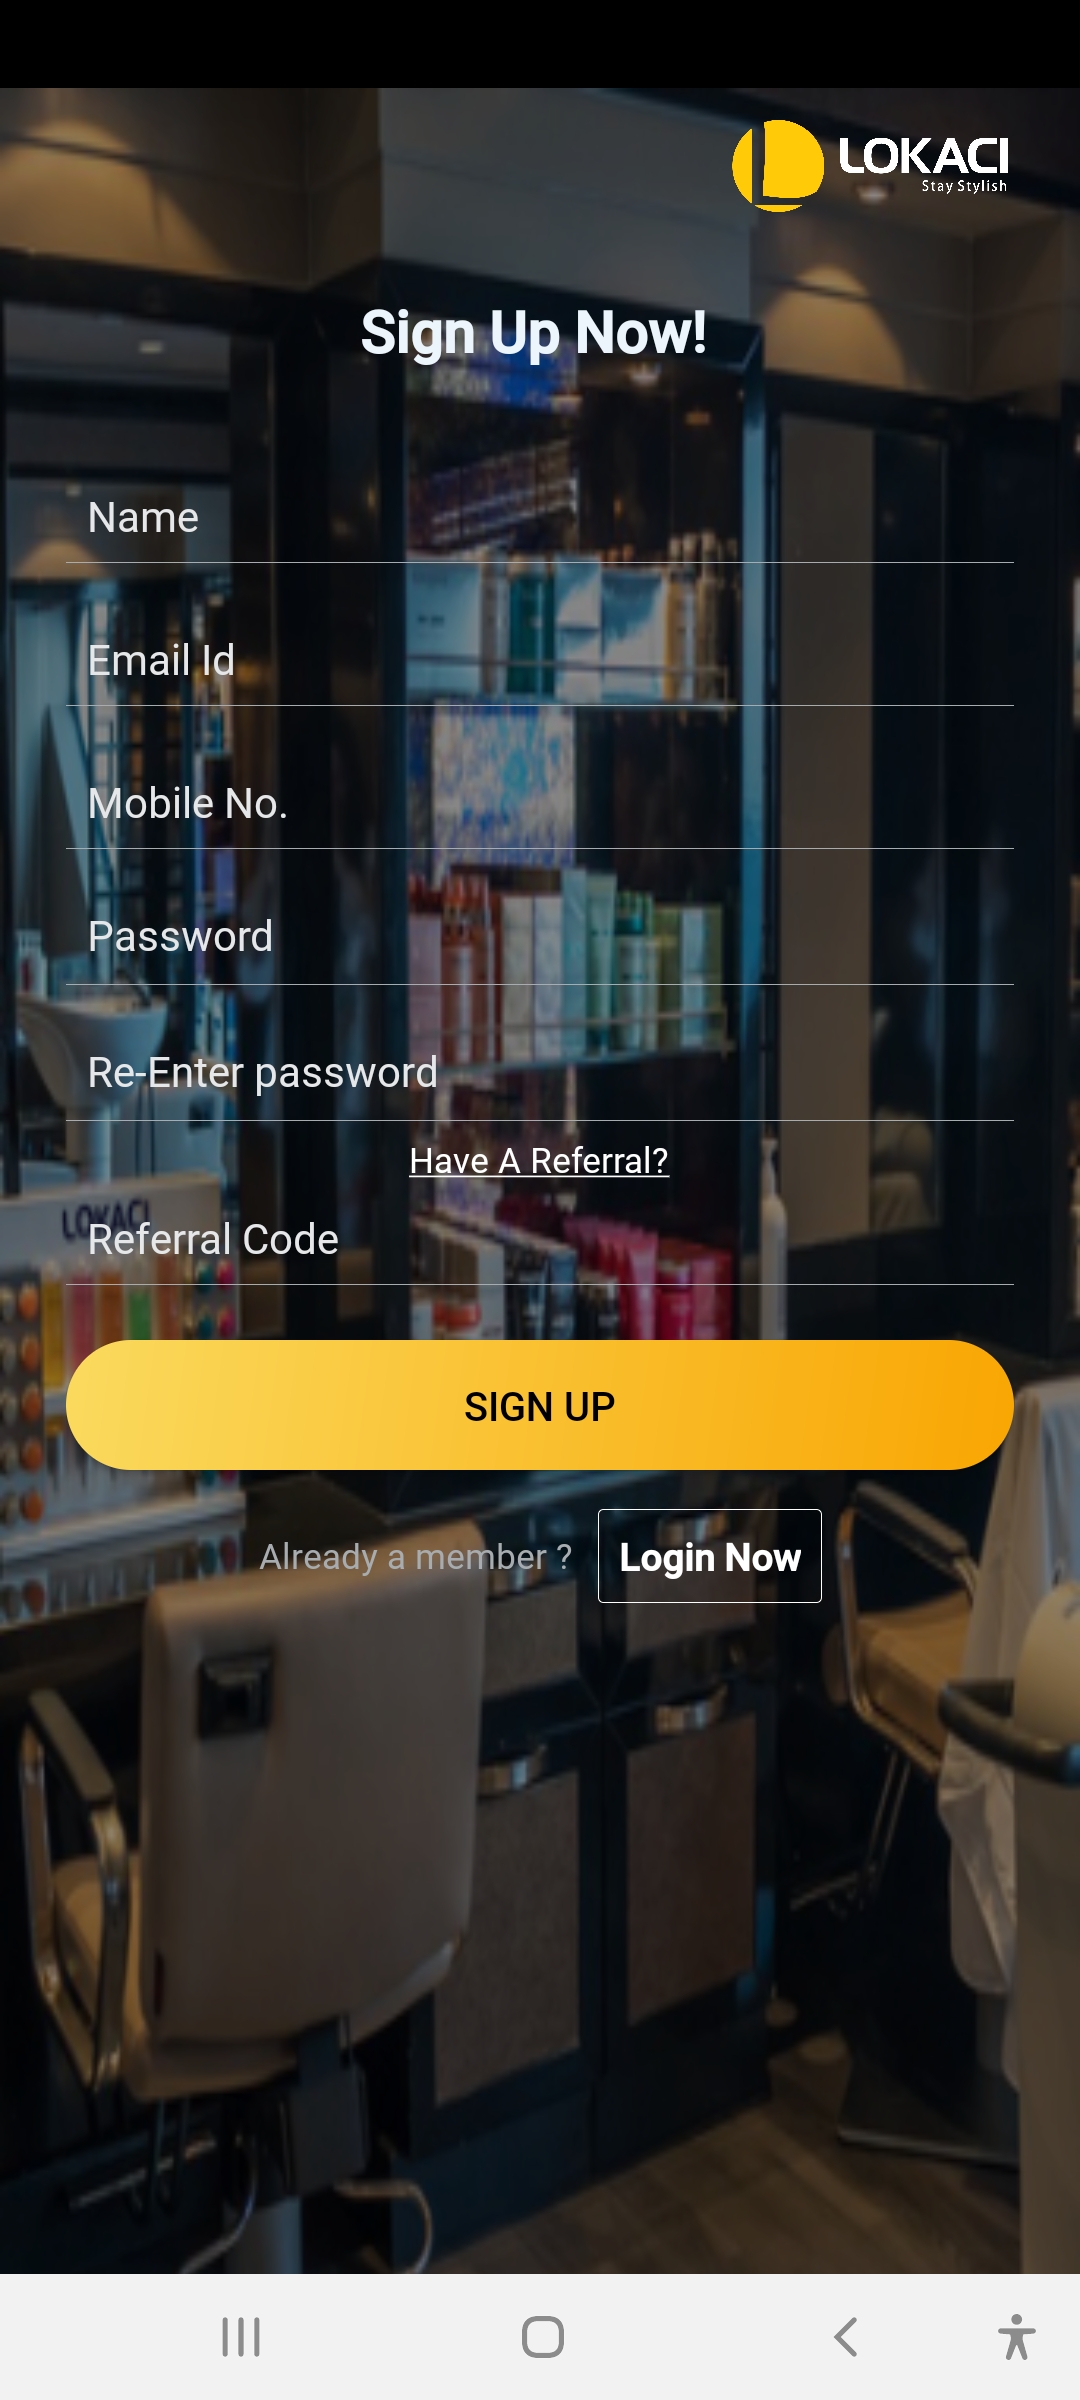 LOKACI
Stay Stylish
Sign Up Now!
Name
Email Id
Mobile No.
Password
Re-Enter password
Have A Referral?
LOKACI
Referral Code
SIGN UP
Already a member ?
Login Now